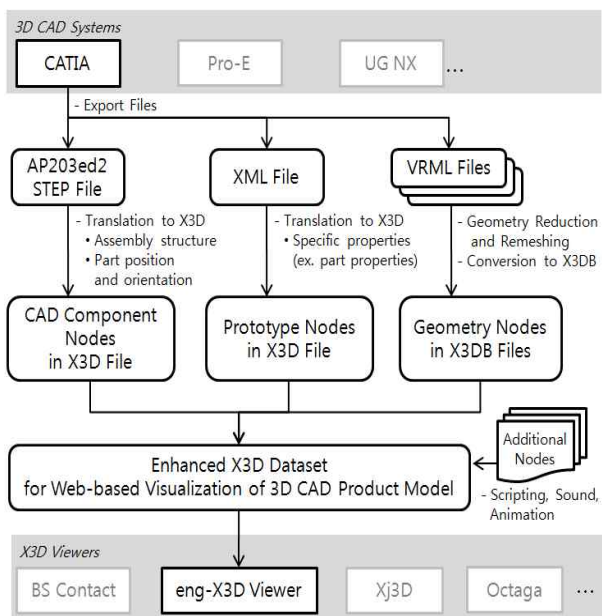 3D CAD Systems
CATIA
Pro-E
UG NX
...
- Export Files
AP203ed2
STEP File
XML File
VRML Files
- Translation to X3D
• Assembly structure
• Part position
and orientation
- Translation to X3D
• Specific properties
(ex. part properties)
- Geometry Reduction
and Remeshing
- Conversion to X3DB
CAD Component
Nodes
in X3D File
Prototype Nodes
in X3D File
Geometry Nodes
in X3DB Files
Additional
Nodes
Enhanced X3D Dataset
for Web-based Visualization of 3D CAD Product Model
- Scripting, Sound,
Animation
X3D Viewers
BS Contact
eng-X3D Viewer
Xj3D
Octaga
...